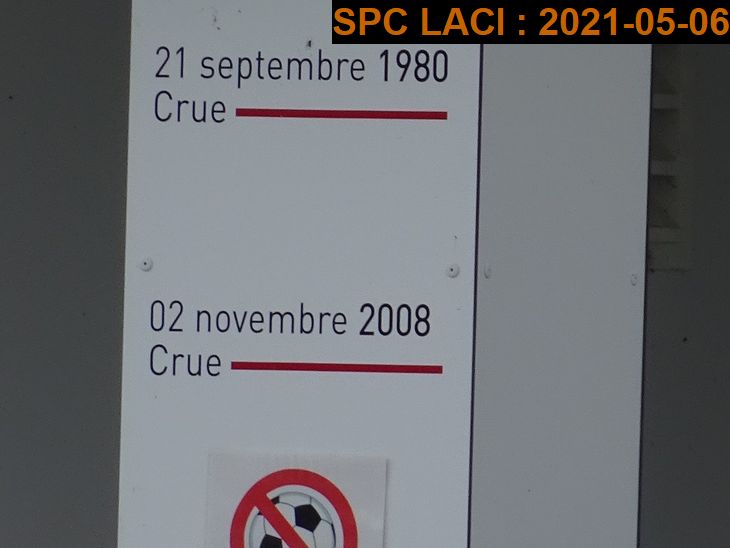 SPC LACI : 2021-05-06
21 septembre 1980
Crue
02 novembre 2008
Crue